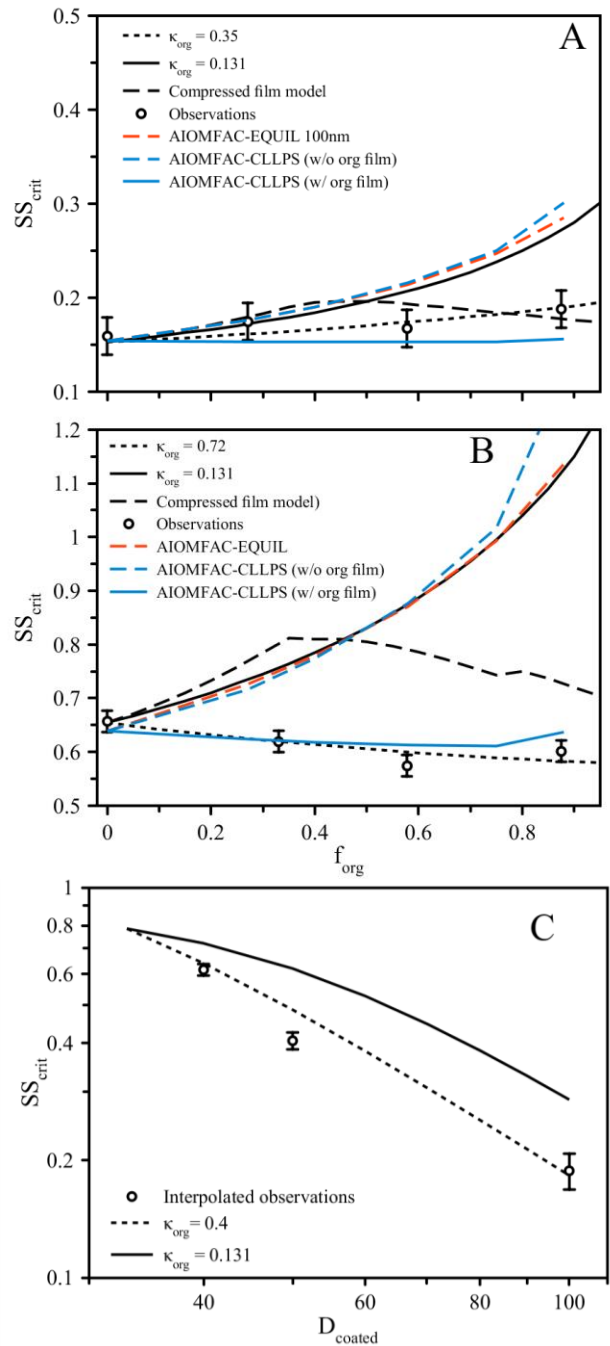 0.5
A
κorg = 0.35
κorg = 0.131
Compressed film model
Observations
AIOMFAC-EQUIL 100nm
AIOMFAC-CLLPS (w/o org film)
AIOMFAC-CLLPS (w/ org film)
0.4
SScrit
0.3
0.2
0.1
1.2
B
κorg = 0.72
κorg = 0.131
Compressed film model)
Observations
AIOMFAC-EQUIL
AIOMFAC-CLLPS (w/o org film)
AIOMFAC-CLLPS (w/ org film)
1.1
1
0.9
SScrit
0.8
0.7
0.6
0.5
0 0.2 0.4 0.6 0.8
forg
1
C
0.8
0.6
SScrit
0.4
0.2
Interpolated observations
κorg = 0.4
κorg = 0.131
0.1
40 60 80 100
Dcoated